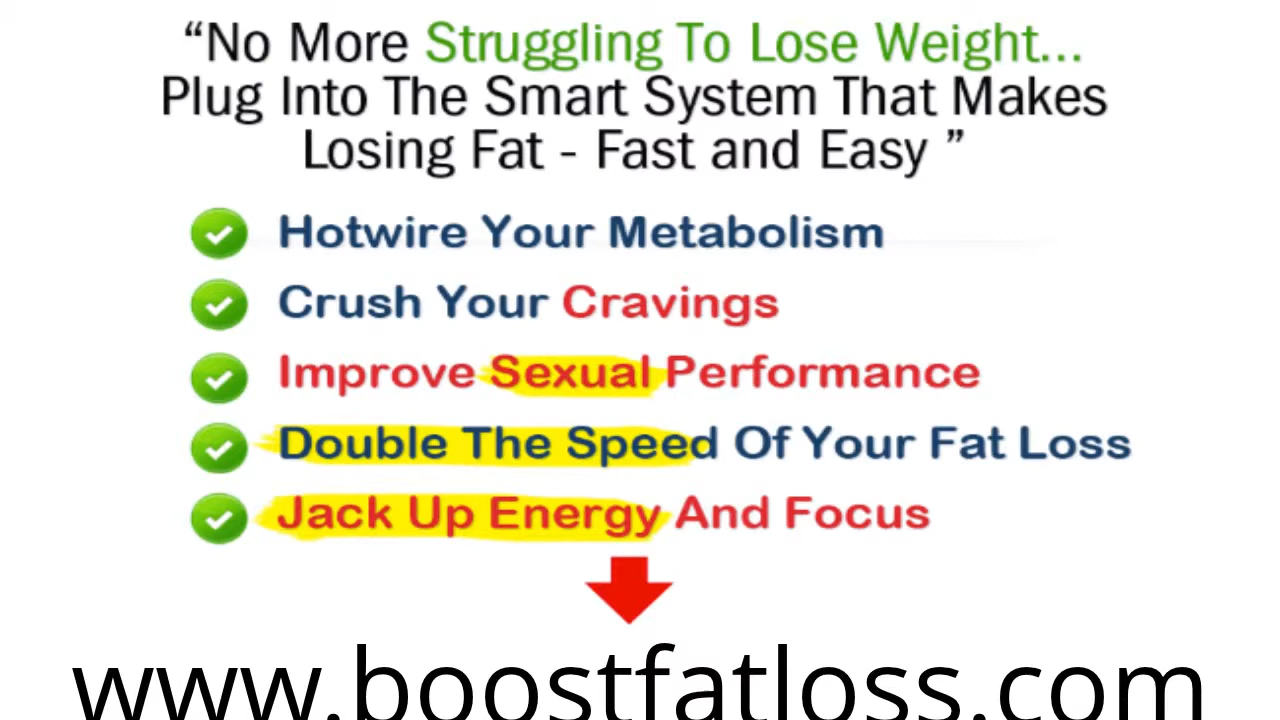 “No More Struggling To Lose Weight...
Plug Into The Smart System That Makes
Losing Fat - Fast and Easy ”
Hotwire Your Metabolism
Crush Your Cravings
Improve Sexual Performance
Double The Speed Of Your Fat Loss
Jack Up Energy And Focus
www.boostfatloss.com